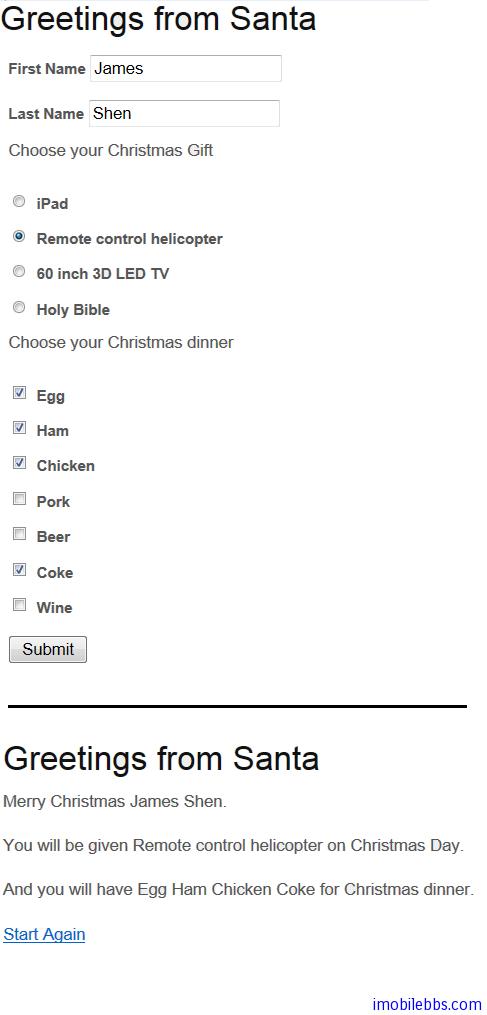 Greetings from Santa
First Name James
Last Name Shen
Choose your Christmas Gift
iPad
Remote control helicopter
60 inch 3D LED TV
Holy Bible
Choose your Christmas dinner
Egg
Ham
Chicken
Pork
Beer
Coke
Wine
Submit
Greetings from Santa
Merry Christmas James Shen.
You will be given Remote control helicopter on Christmas Day.
And you will have Egg Ham Chicken Coke for Christmas dinner.
Start Again
imobilebbs.com